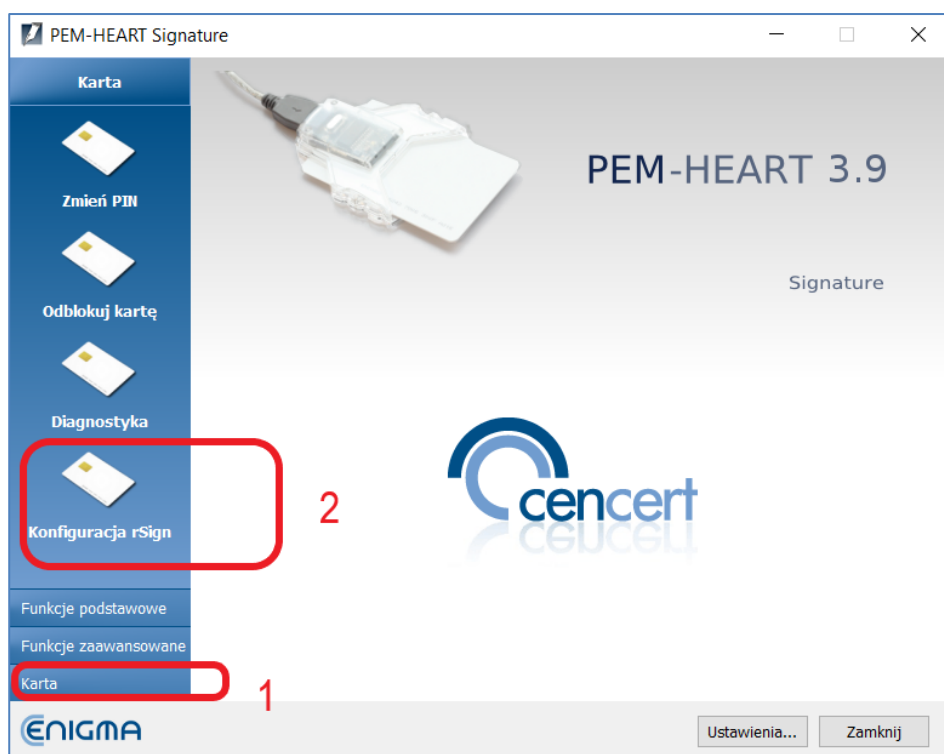 PEM-HEART Signature
Karta
Zmień PIN
Odblokuj kartę
Diagnostyka
Konfiguracja rSign
Funkcje podstawowe
Funkcje zaawansowane
Karta
PEM-HEART 3.9
Signature
cencert
2
1
ENIGMA
Ustawienia...
Zamknij